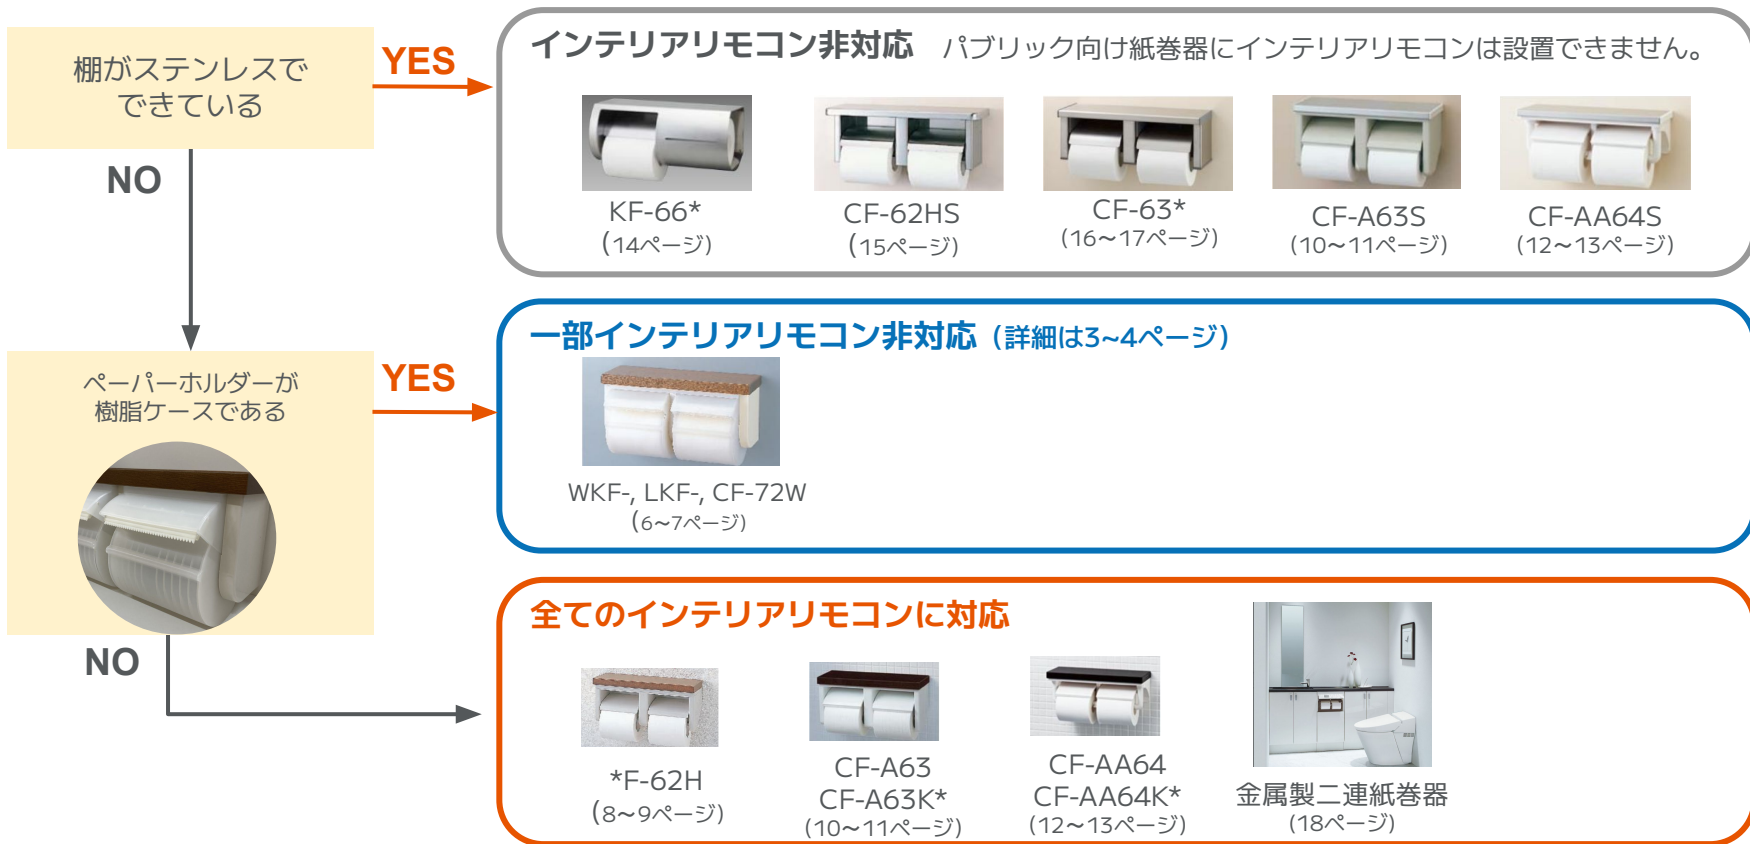 棚がステンレスで
できている
YES
NO
インテリアリモコン非対応 パブリック向け紙巻器にインテリアリモコンは設置できません。
KF-66*
(14ページ)
CF-62HS
(15ページ)
CF-63*
(16~17ページ)
CF-A63S
(10~11ページ)
CF-AA64S
(12~13ページ)
ペーパーホルダーが
樹脂ケースである
YES
NO
一部インテリアリモコン非対応(詳細は3~4ページ)
WKF-, LKF-, CF-72W
(6~7ページ)
全てのインテリアリモコンに対応
*F-62H
(8~9ページ)
CF-A63
CF-A63K*
(10~11ページ)
CF-AA64
CF-AA64K*
(12~13ページ)
金属製二連紙巻器
(18ページ)